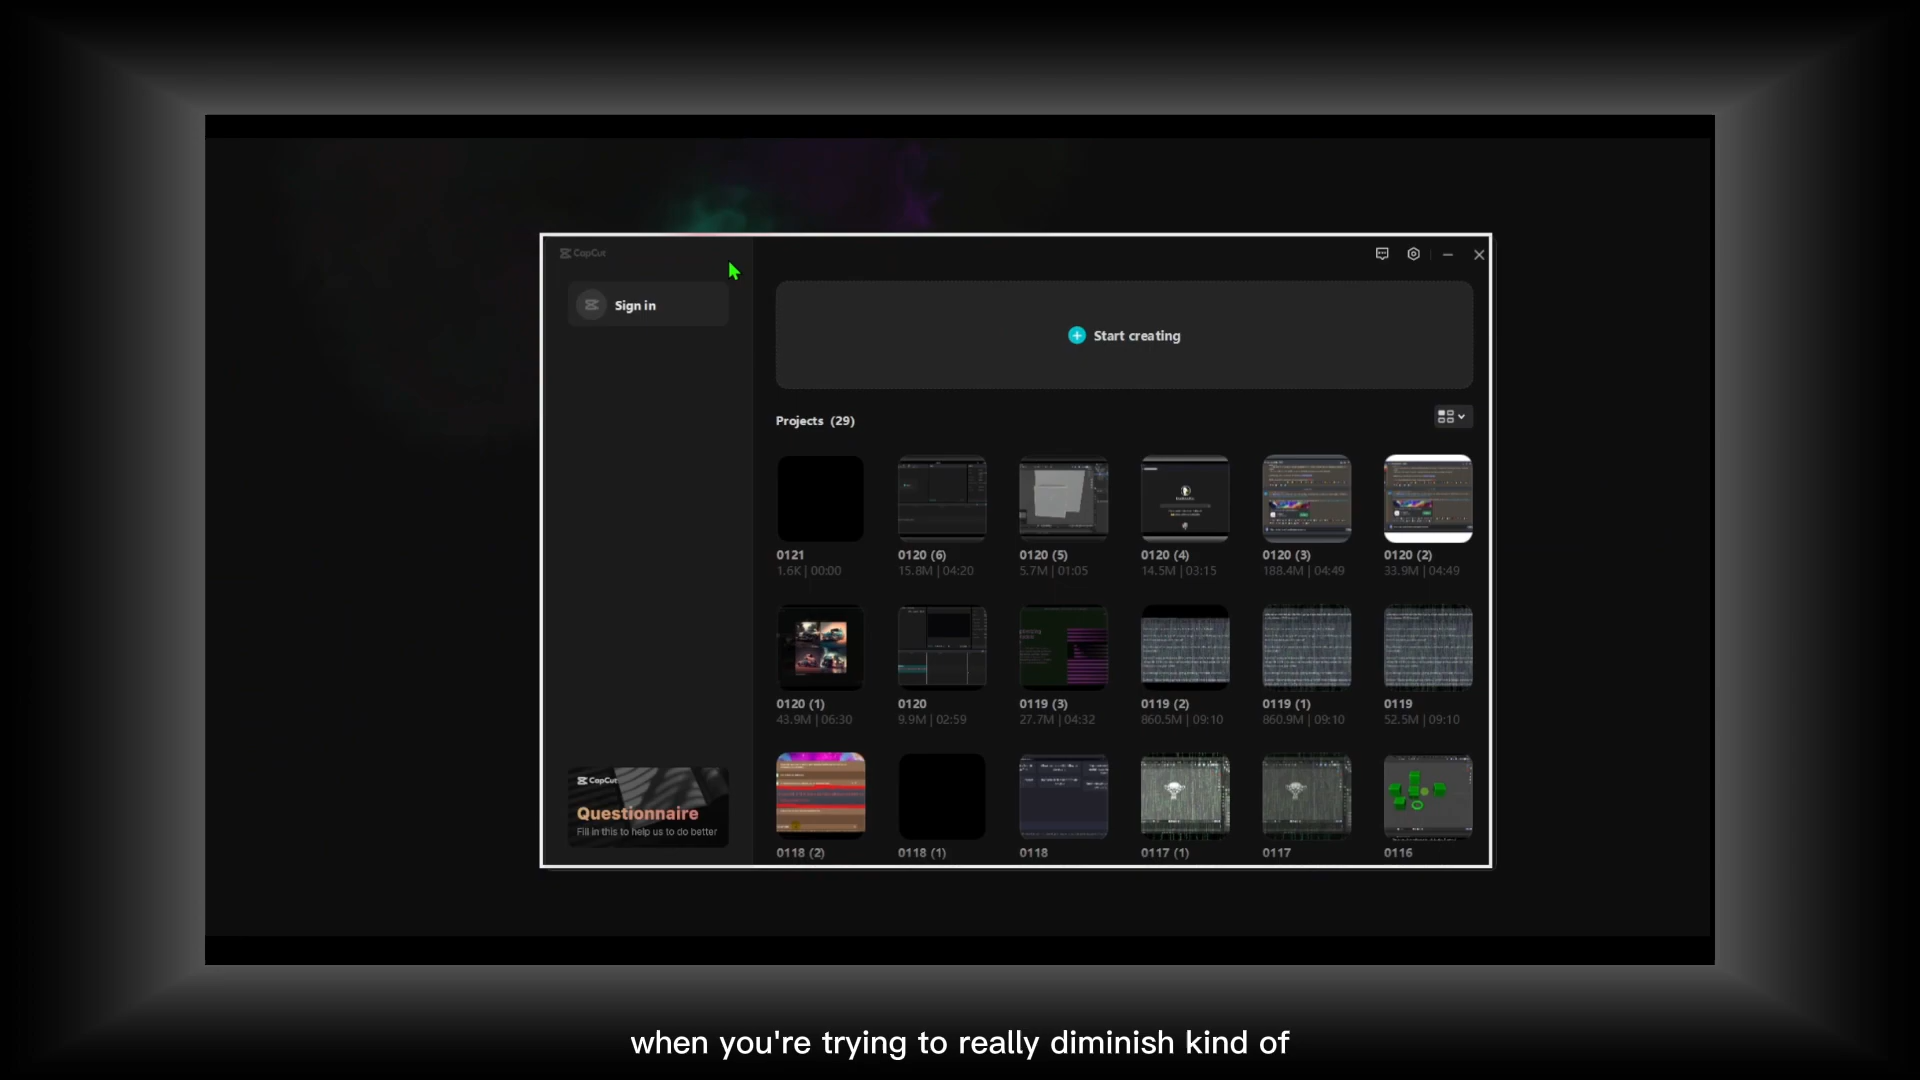 CapCut
Sign in
Start creating
Projects (29)
0121
1.6K | 00:00
0120 (6)
15.8M | 04:20
0120 (5)
5.7M | 01:05
0120 (4)
14.5M | 03:15
0120 (3)
188.4M | 04:49
0120 (2)
33.9M | 04:49
0120 (1)
43.9M | 06:30
0120
9.9M | 02:59
0119 (3)
27.7M | 04:32
0119 (2)
860.5M | 09:10
0119 (1)
860.9M | 09:10
0119
52.5M | 09:10
CapCut
Questionnaire
Fill in this to help us to do better
0118 (2)
0118 (1)
0118
0117 (1)
0117
0116
when you're trying to really diminish kind of